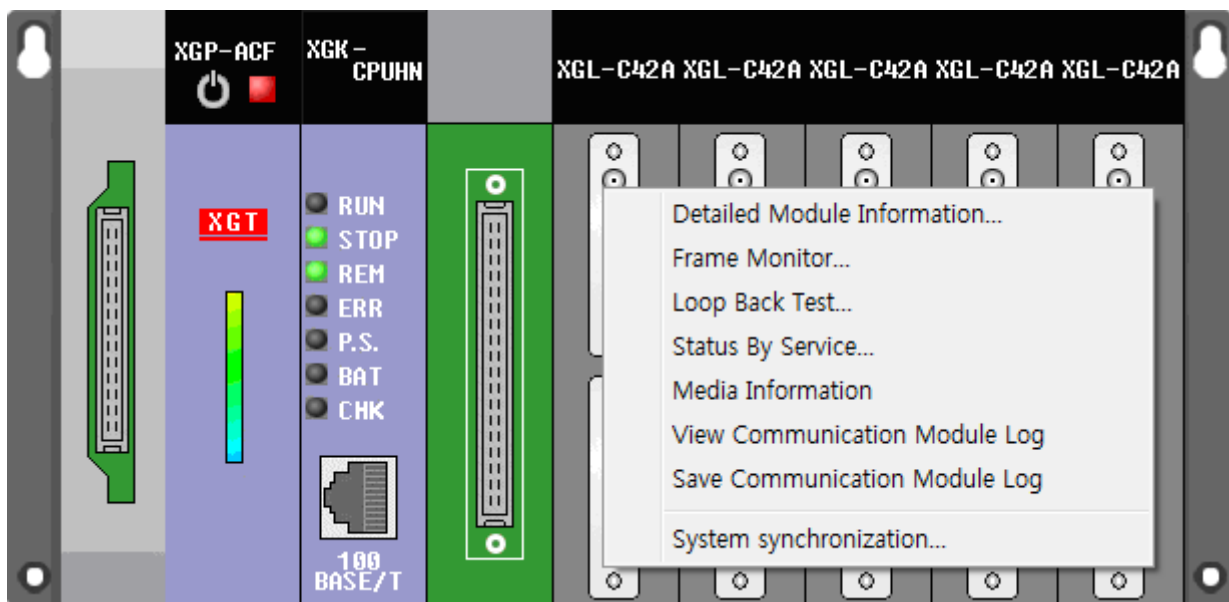 XGP-ACF
XGK-
CPUHN
XGL-C42A XGL-C42A XGL-C42A XGL-C42A XGL-C42A
XGT
RUN
STOP
REM
ERR
P.S.
BAT
CHK
100
BASE/T
Detailed Module Information...
Frame Monitor...
Loop Back Test...
Status By Service...
Media Information
View Communication Module Log
Save Communication Module Log
System synchronization...